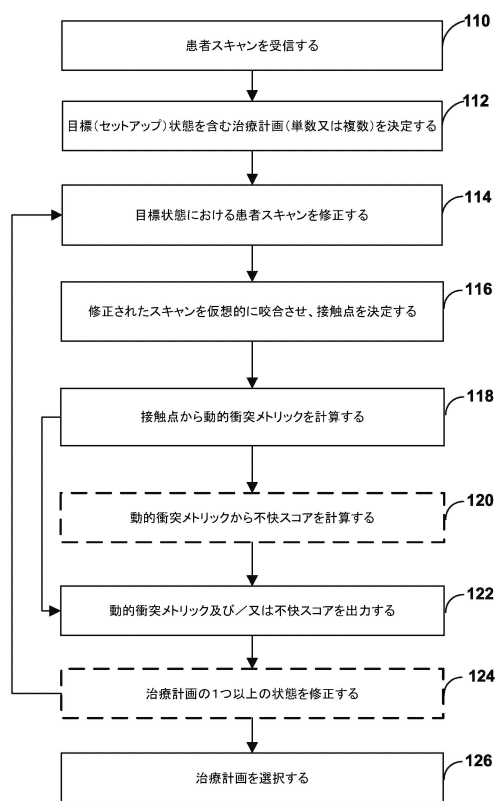 110
患者スキャンを受信する
112
目標(セットアップ)状態を含む治療計画(単数又は複数)を決定する
114
目標状態における患者スキャンを修正する
116
修正されたスキャンを仮想的に咬合させ、接触点を決定する
118
接触点から動的衝突メトリックを計算する
120
動的衝突メトリックから不快スコアを計算する
122
動的衝突メトリック及び/又は不快スコアを出力する
124
治療計画の1つ以上の状態を修正する
126
治療計画を選択する